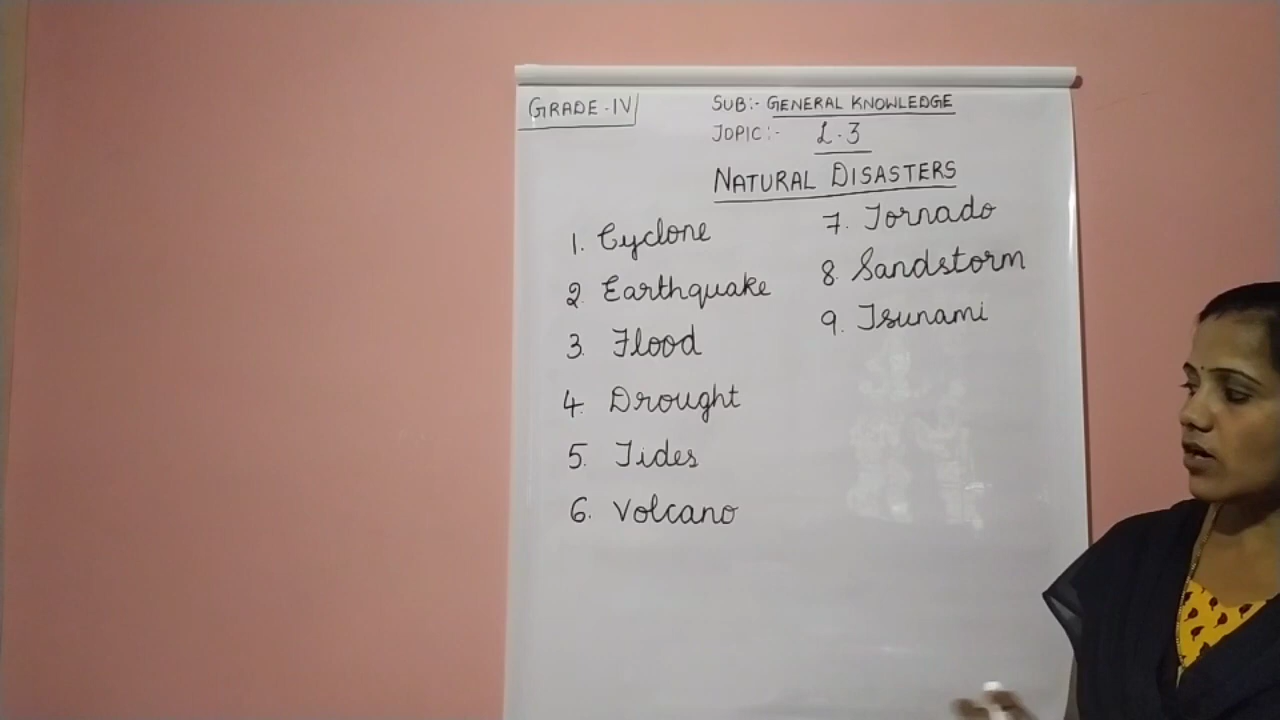 GRADE-IV
SUB:- GENERAL KNOWLEDGE
TOPIC:- L.3
NATURAL DISASTERS
1. Cyclone
2. Earthquake
3. Flood
4. Drought
5. Tides
6. Volcano
7. Tornado
8. Sandstorm
9. Tsunami